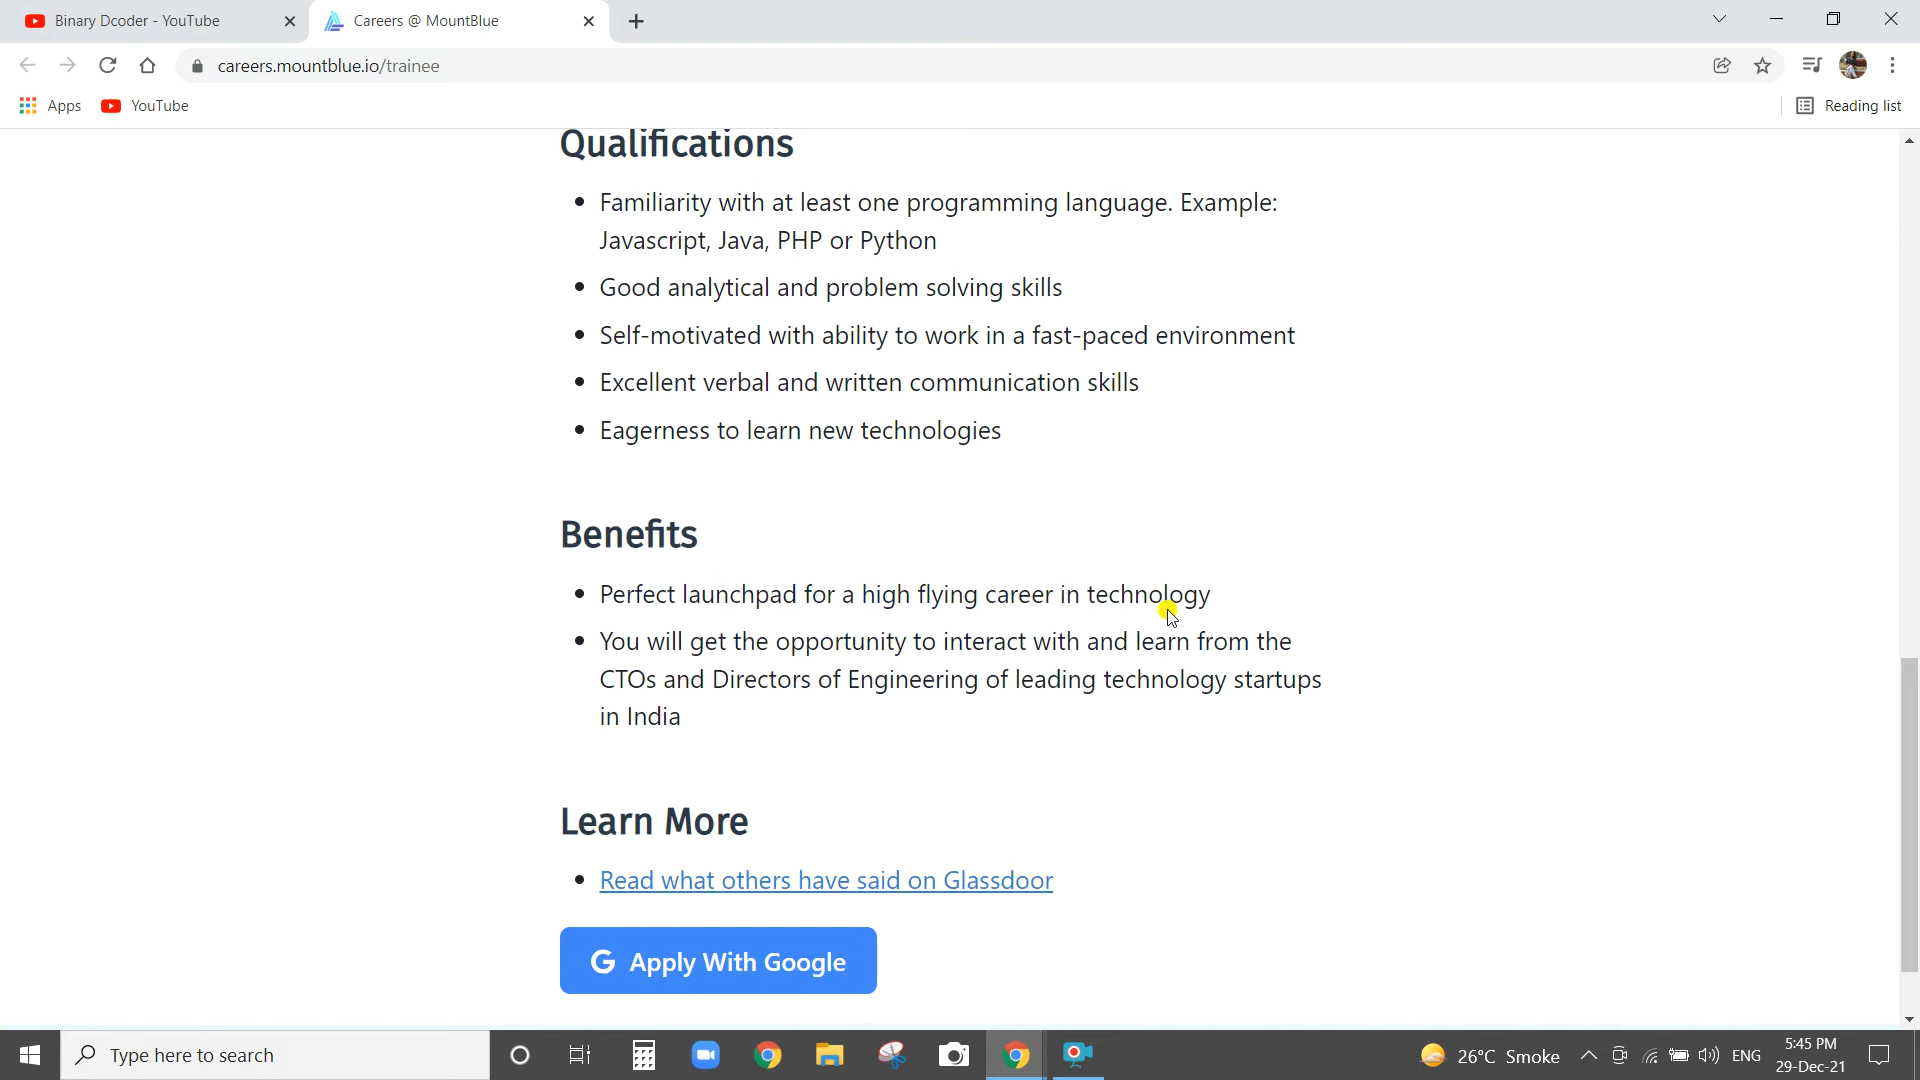 Binary Dcoder - YouTube
Careers @ MountBlue
careers.mountblue.io/trainee
Apps
YouTube
Reading list
Qualifications
Familiarity with at least one programming language. Example:
Javascript, Java, PHP or Python
Good analytical and problem solving skills
Self-motivated with ability to work in a fast-paced environment
Excellent verbal and written communication skills
Eagerness to learn new technologies
Benefits
Perfect launchpad for a high flying career in technology
You will get the opportunity to interact with and learn from the
CTOs and Directors of Engineering of leading technology startups
in India
Learn More
Read what others have said on Glassdoor
G Apply With Google
Type here to search
26°C Smoke
ENG
5:45 PM
29-Dec-21